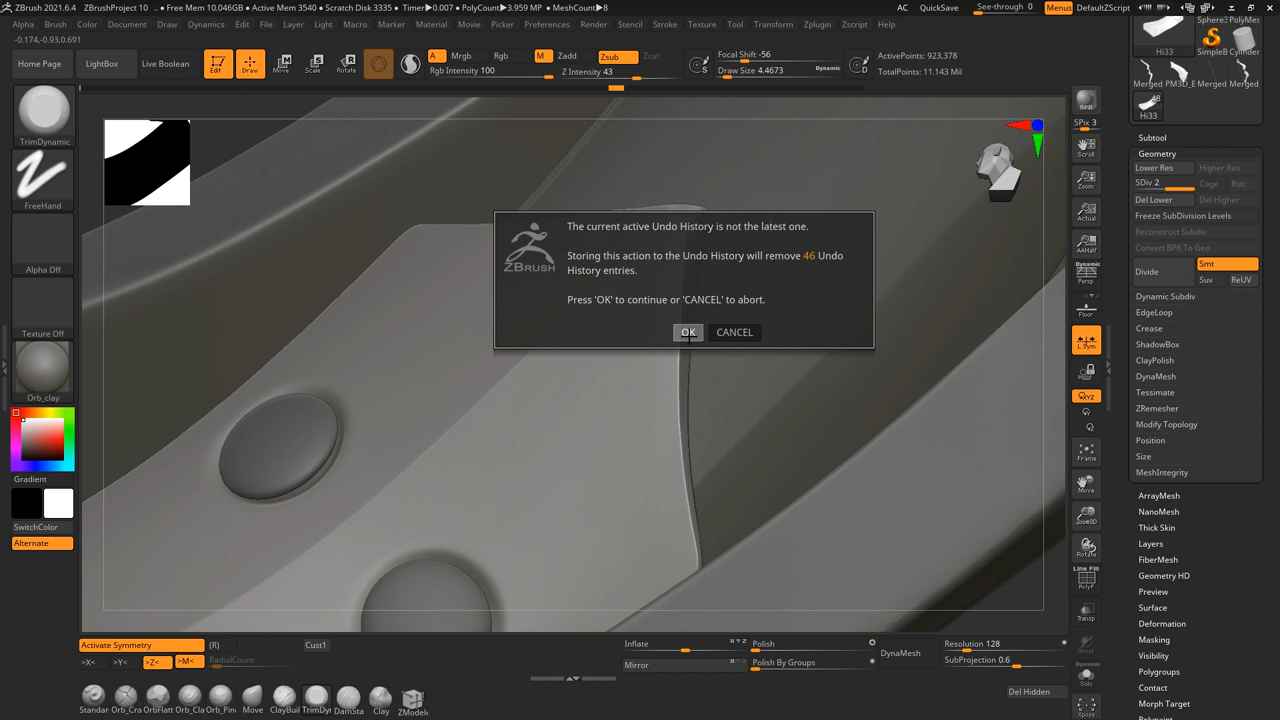 ZBrush 2021.6.4 ZBrushProject 10 .. • Free Mem 10.046GB • Active Mem 3540 • Scratch Disk 3335 • Timer▶0.007 • PolyCount▶3.959 MP • MeshCount▶8 AC QuickSave See-through 0 Menus DefaultZScript
Alpha Brush Color Document Draw Dynamics Edit File Layer Light Macro Marker Material Movie Picker Preferences Render Stencil Stroke Texture Tool Transform Zplugin Zscript Help
-0.174,-0.93,0.691
Home Page LightBox Live Boolean Edit Draw Move Scale Rotate
A Mrgb Rgb M Zadd Zsub Zcut
Rgb Intensity 100 Z Intensity 43
S Focal Shift -56
Draw Size 4.4673 Dynamic
D ActivePoints: 923,378
TotalPoints: 11.143 Mil
TrimDynamic
FreeHand
Alpha Off
Texture Off
Orb_clay
Gradient
SwitchColor
Alternate
The current active Undo History is not the latest one.
Storing this action to the Undo History will remove 46 Undo
History entries.
Press 'OK' to continue or 'CANCEL' to abort.
ZBRUSH
OK CANCEL
BPR
SPix 3
Scroll
Zoom
Actual
AAHalf
Dynamic
Persp
Floor
L.Sym
XYZ
Frame
Move
Zoom3D
Rotate
Line Fill
PolyF
Transp
Ghost
Dynamic
Solo
Xpose
Hi33 SimpleB Cylinder
Merged PM3D_E Merged
48
Hi33
Subtool
Geometry
Lower Res Higher Res
SDiv 2 Cage Rstr
Del Lower Del Higher
Freeze SubDivision Levels
Reconstruct Subdiv
Convert BPR To Geo
Divide Smt
Suv ReUV
Dynamic Subdiv
EdgeLoop
Crease
ShadowBox
ClayPolish
DynaMesh
Tessimate
ZRemesher
Modify Topology
Position
Size
MeshIntegrity
ArrayMesh
NanoMesh
Thick Skin
Layers
FiberMesh
Geometry HD
Preview
Surface
Deformation
Masking
Visibility
Polygroups
Contact
Morph Target
Activate Symmetry (R) Cust1
>X< >Y< >Z< >M< RadialCount
Inflate Polish
Mirror Polish By Groups
DynaMesh
Resolution 128
SubProjection 0.6
Del Hidden
Standar Orb_Cra OrbFlatt Orb_Cla Orb_Pin Move ClayBuil TrimDyr DamSta Clay ZModele